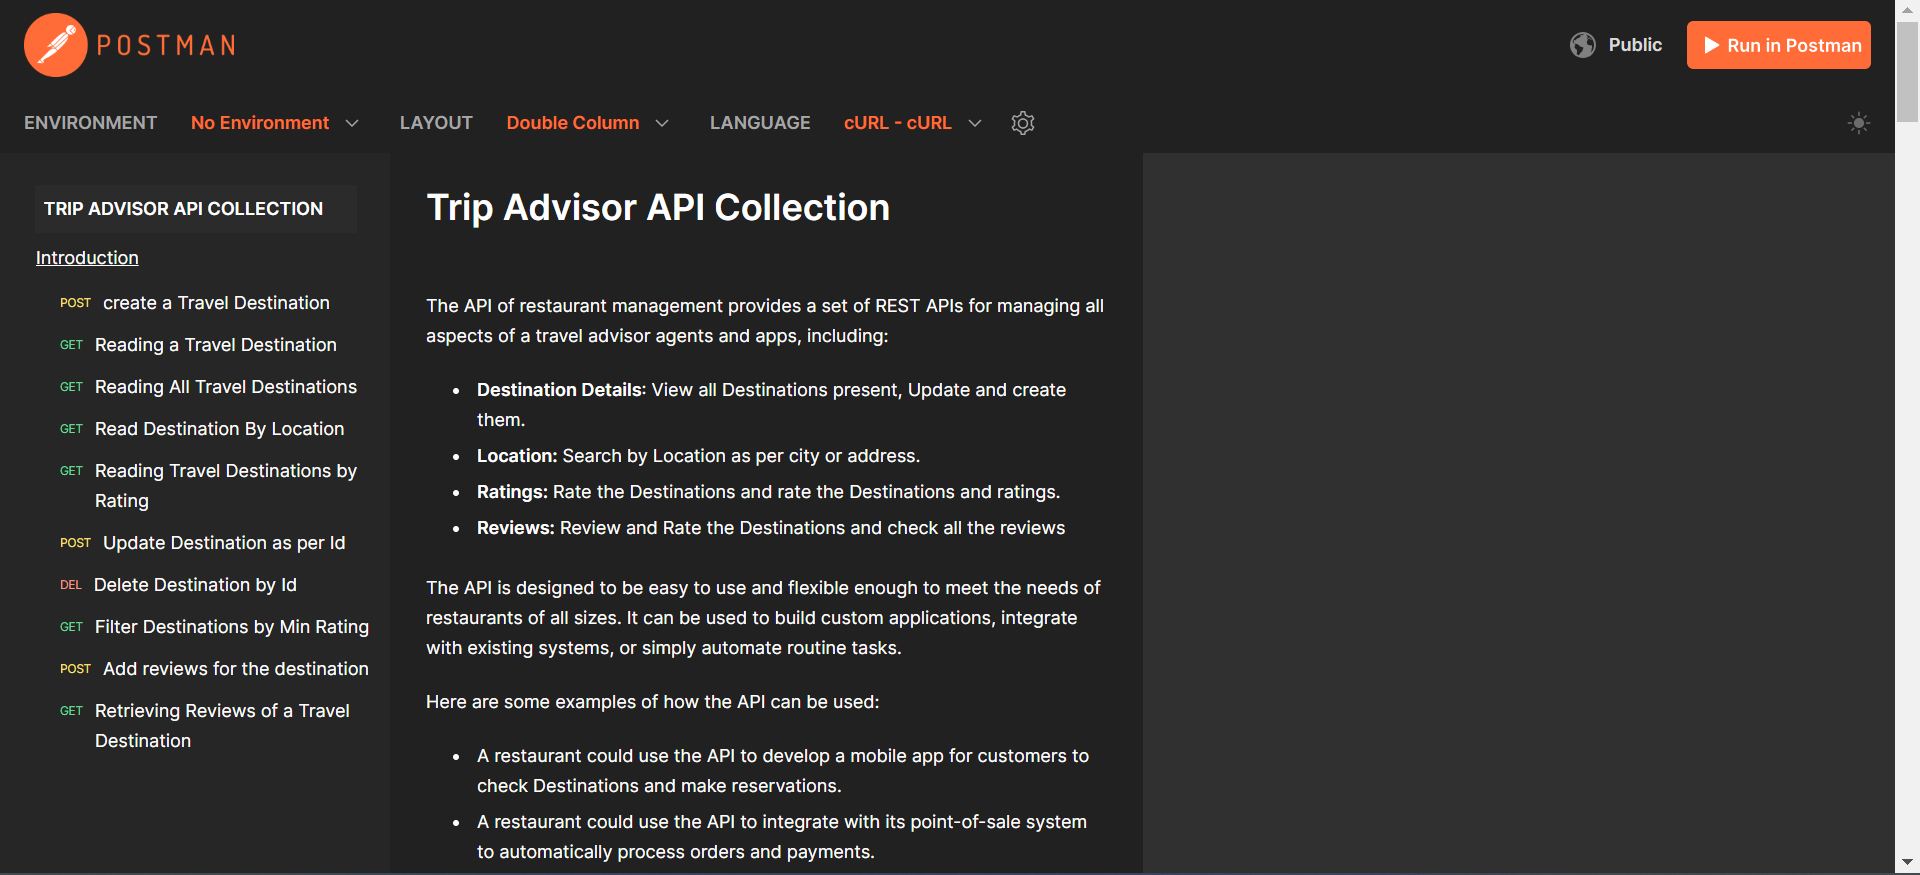 POSTMAN
Public
Run in Postman
ENVIRONMENT No Environment LAYOUT Double Column LANGUAGE cURL - cURL
TRIP ADVISOR API COLLECTION
Introduction
POST create a Travel Destination
GET Reading a Travel Destination
GET Reading All Travel Destinations
GET Read Destination By Location
GET Reading Travel Destinations by
Rating
POST Update Destination as per Id
DEL Delete Destination by Id
GET Filter Destinations by Min Rating
POST Add reviews for the destination
GET Retrieving Reviews of a Travel
Destination
Trip Advisor API Collection
The API of restaurant management provides a set of REST APIs for managing all
aspects of a travel advisor agents and apps, including:
• Destination Details: View all Destinations present, Update and create
them.
• Location: Search by Location as per city or address.
• Ratings: Rate the Destinations and rate the Destinations and ratings.
• Reviews: Review and Rate the Destinations and check all the reviews
The API is designed to be easy to use and flexible enough to meet the needs of
restaurants of all sizes. It can be used to build custom applications, integrate
with existing systems, or simply automate routine tasks.
Here are some examples of how the API can be used:
• A restaurant could use the API to develop a mobile app for customers to
check Destinations and make reservations.
• A restaurant could use the API to integrate with its point-of-sale system
to automatically process orders and payments.